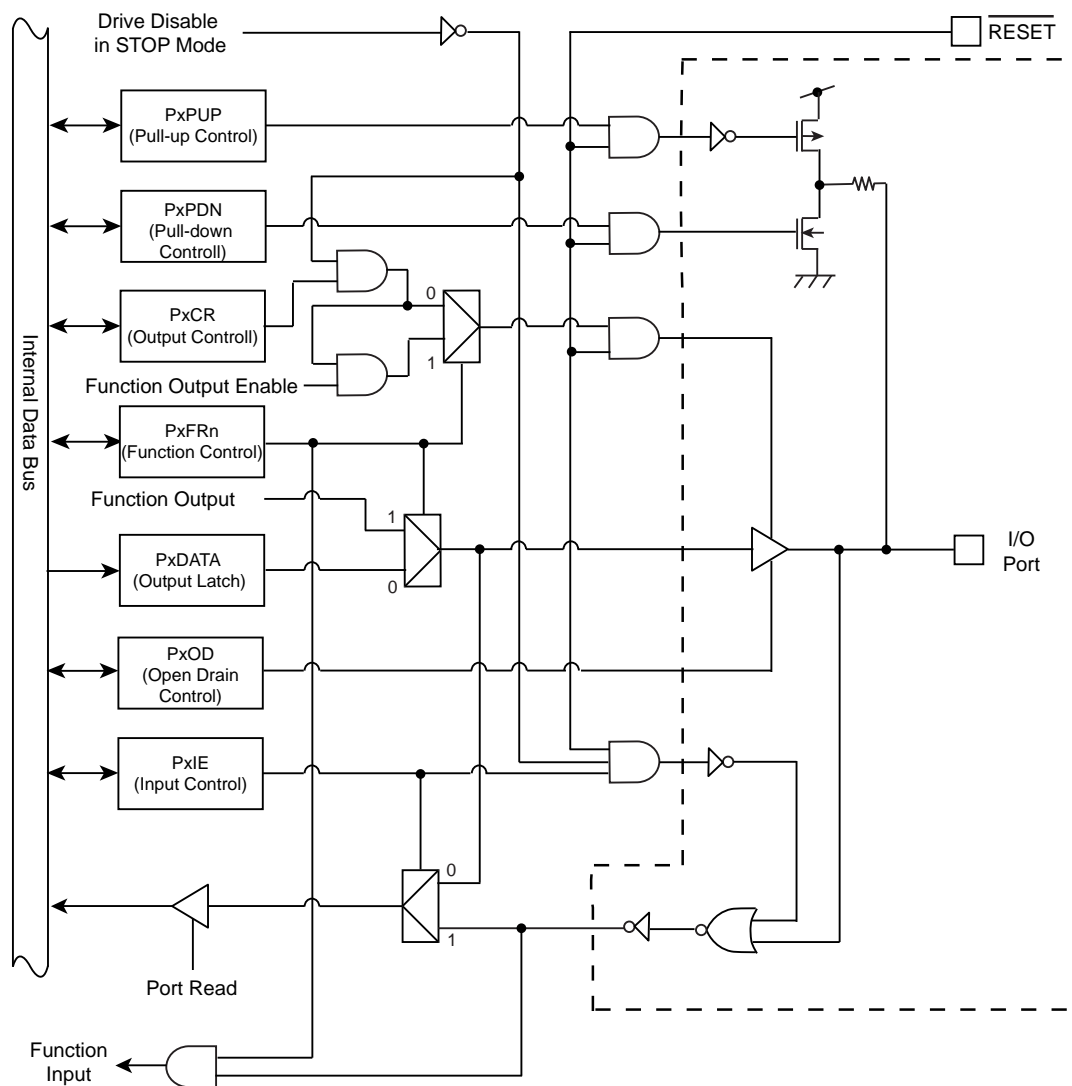 Drive Disable
in STOP Mode
RESET
PxPUP
(Pull-up Control)
PxPDN
(Pull-down
Controll)
PxCR
(Output Controll)
0
1
Function Output Enable
Internal Data Bus
PxFRn
(Function Control)
Function Output
1
0
PxDATA
(Output Latch)
I/O
Port
PxOD
(Open Drain
Control)
PxIE
(Input Control)
0
1
Port Read
Function
Input